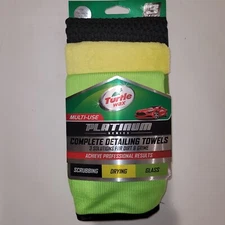 Turtle
Wax
MULTI-USE
PLATINUM
SERIES
COMPLETE DETAILING TOWELS
3 SOLUTIONS FOR DIRT & GRIME
ACHIEVE PROFESSIONAL RESULTS
SCRUBBING
DRYING
GLASS